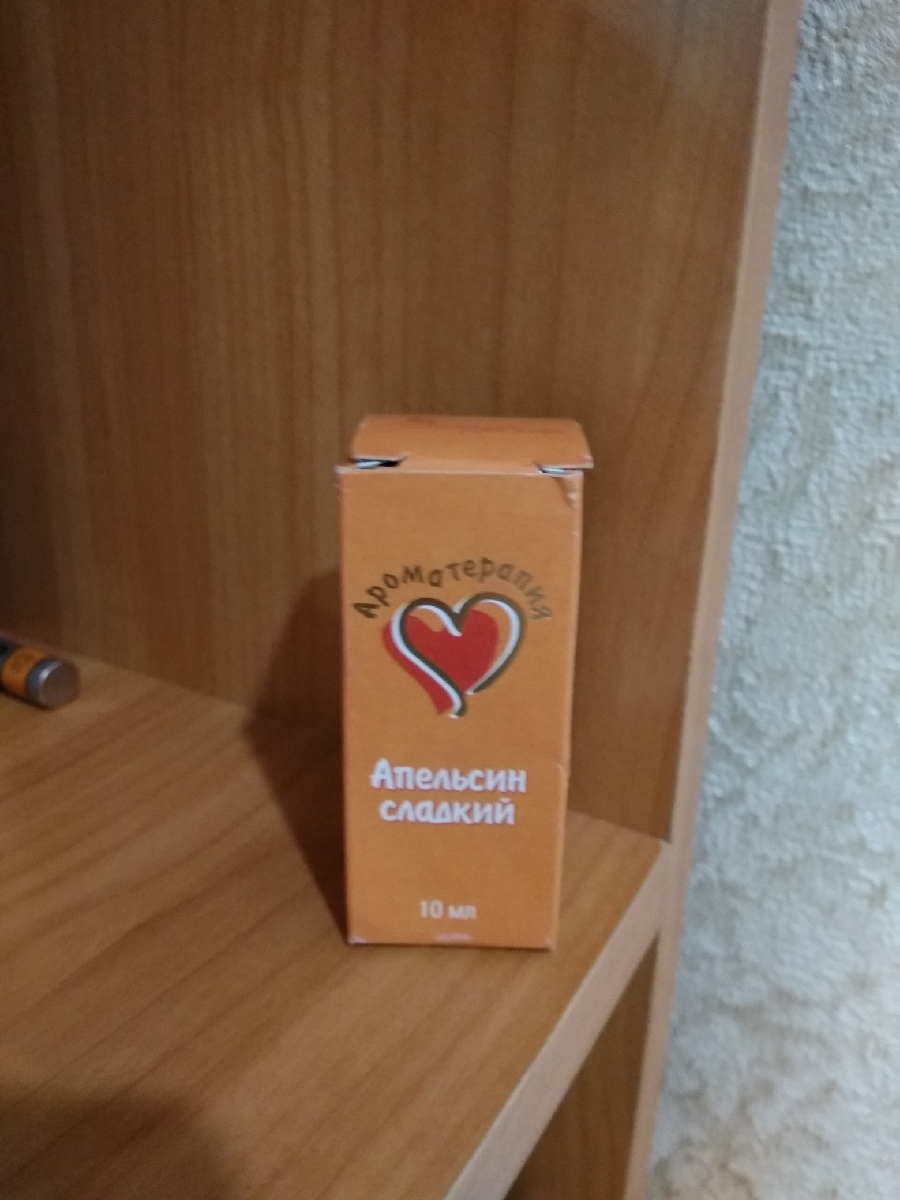 Ароматерапия
Апельсин
сладкий
10 мл